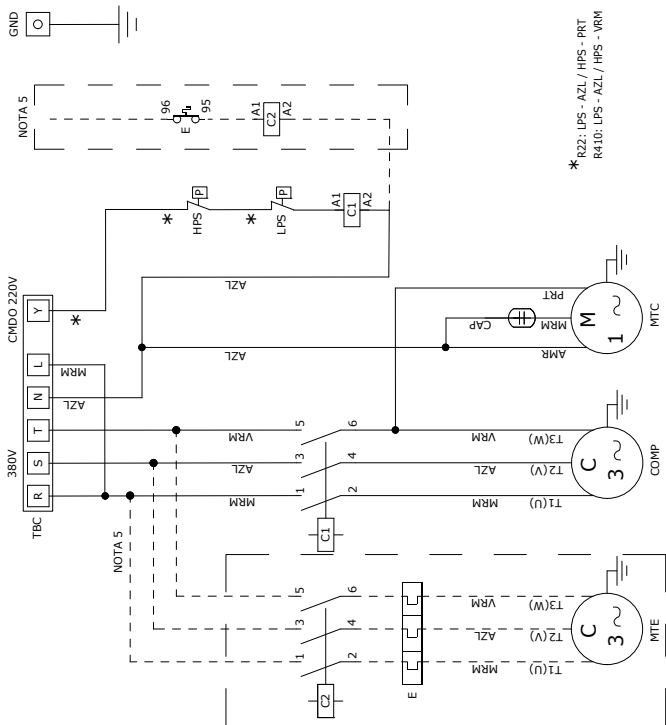 GND
NOTA 5
96
95
E
A1
C2
A2
* R22: LPS - AZL / HPS - PRT
R410: LPS - AZL / HPS - VRM
*
P
HPS
*
P
LPS
A1
C1
A2
CMDO 220V
380V
TBC
R
S
T
N
L
Y
*
MRM
AZL
AZL
AZL
VRM
AZL
MRM
5
3
1
6
4
2
C1
PRT
CAP
MRM
AMR
M
1 ~
MTC
VRM
AZL
MRM
T3(W)
T2(V)
T1(U)
C
3 ~
COMP
NOTA 5
5
3
1
6
4
2
C2
E
VRM
AZL
MRM
T3(W)
T2(V)
T1(U)
C
3 ~
MTE